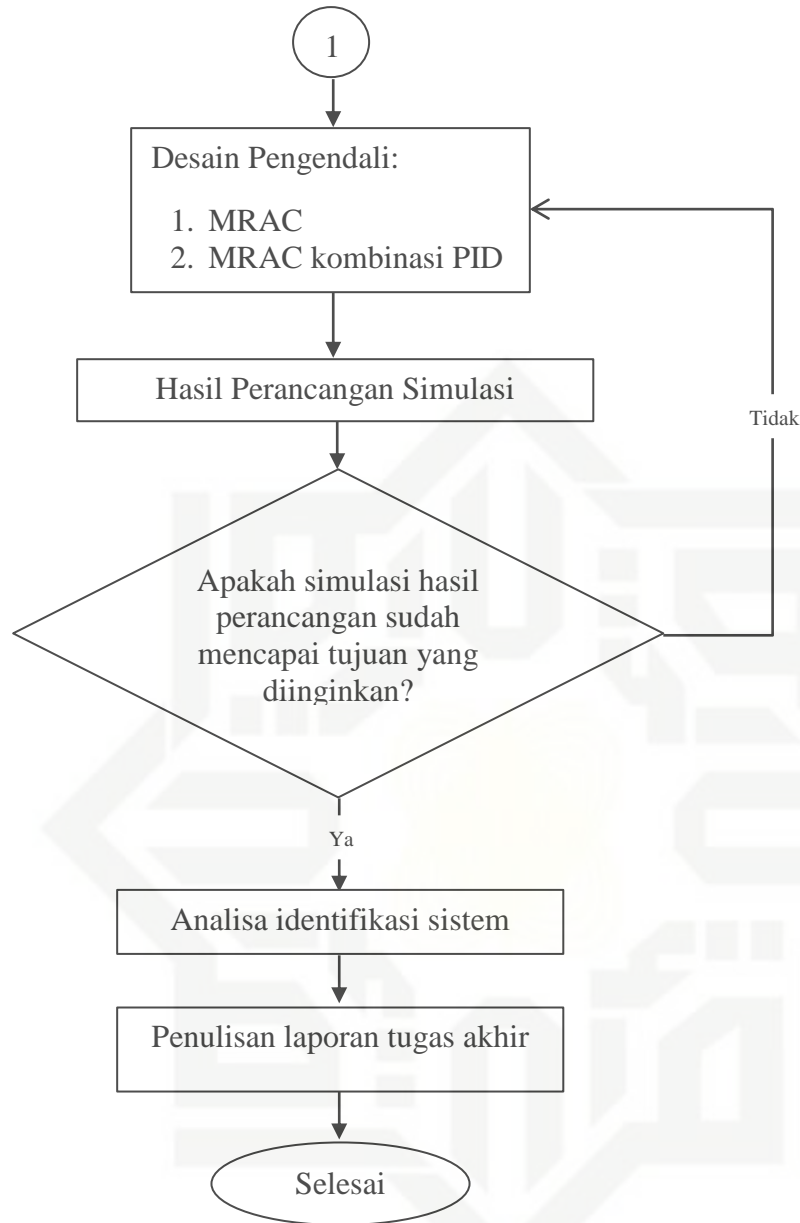 1
Desain Pengendali:
1. MRAC
2. MRAC kombinasi PID
Hasil Perancangan Simulasi
Tidak
Apakah simulasi hasil
perancangan sudah
mencapai tujuan yang
diinginkan?
Ya
Analisa identifikasi sistem
Penulisan laporan tugas akhir
Selesai